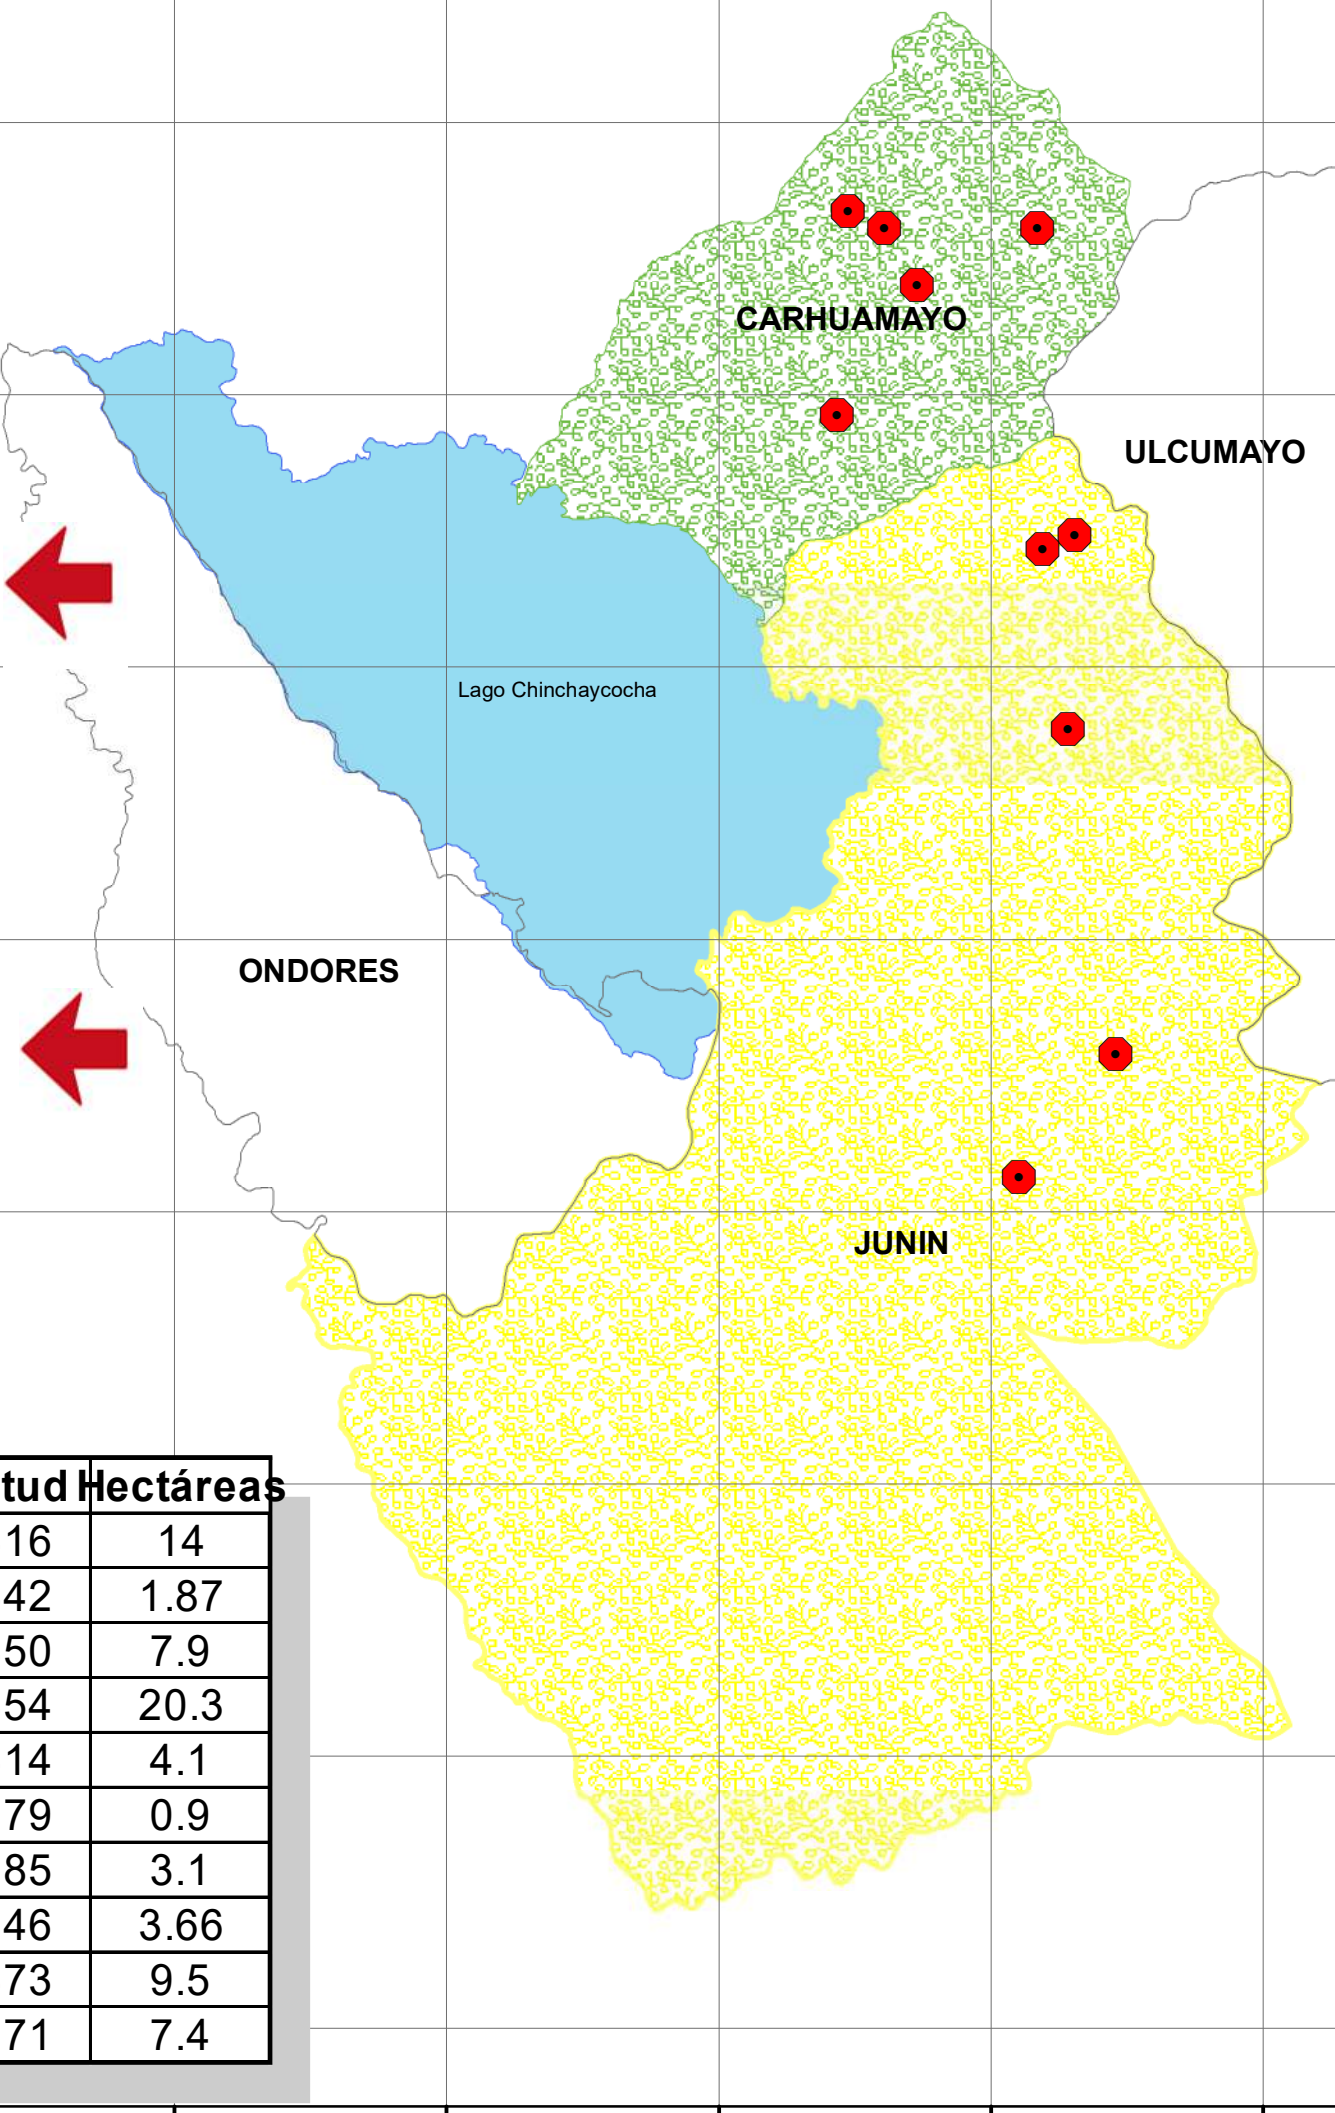 CARHUAMAYO
ULCUMAYO
Lago Chinchaycocha
ONDORES
JUNIN
tud Hectáreas
16 14
42 1.87
50 7.9
54 20.3
14 4.1
79 0.9
85 3.1
46 3.66
73 9.5
71 7.4